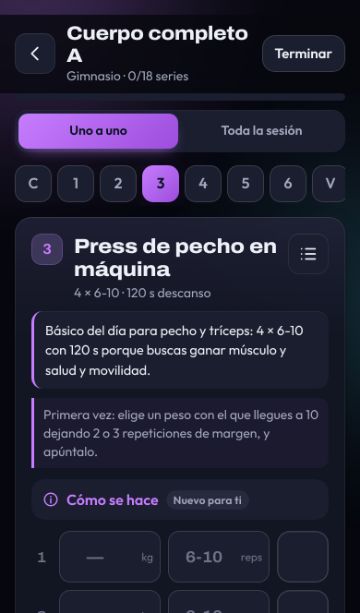 Cuerpo completo
A
Gimnasio · 0/18 series
Terminar
Uno a uno
Toda la sesión
C 1 2 3 4 5 6 V
3
Press de pecho en
máquina
4 × 6-10 · 120 s descanso
Básico del día para pecho y tríceps: 4 × 6-10
con 120 s porque buscas ganar músculo y
salud y movilidad.
Primera vez: elige un peso con el que llegues a 10
dejando 2 o 3 repeticiones de margen, y
apúntalo.
Cómo se hace Nuevo para ti
1 — kg 6-10 reps